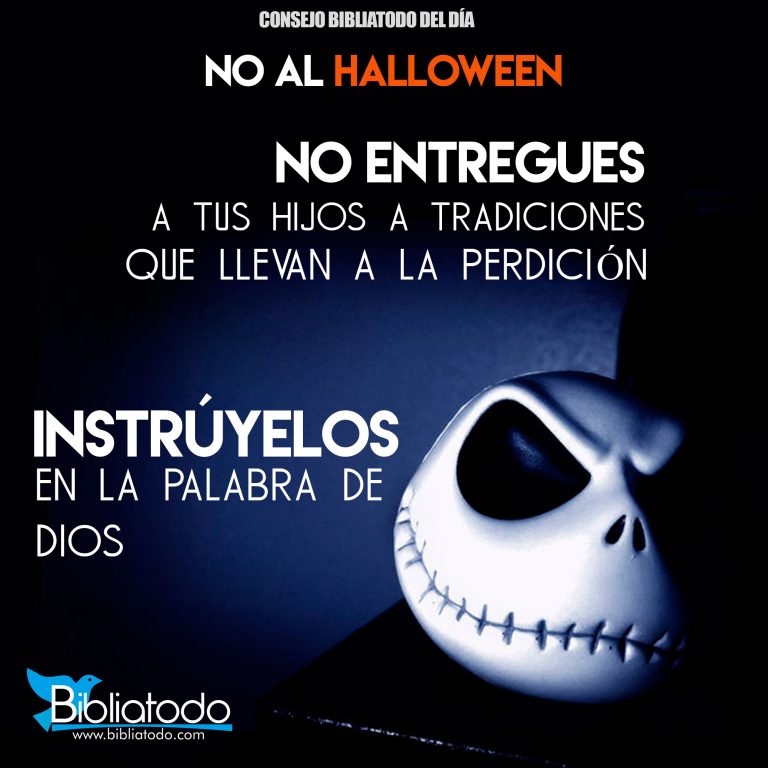 CONSEJO BIBLIATODO DEL DÍA
NO AL HALLOWEEN
NO ENTREGUES
A TUS HIJOS A TRADICIONES
QUE LLEVAN A LA PERDICIÓN
INSTRÚYELOS
EN LA PALABRA DE
DIOS
Bibliatodo
www.bibliatodo.com